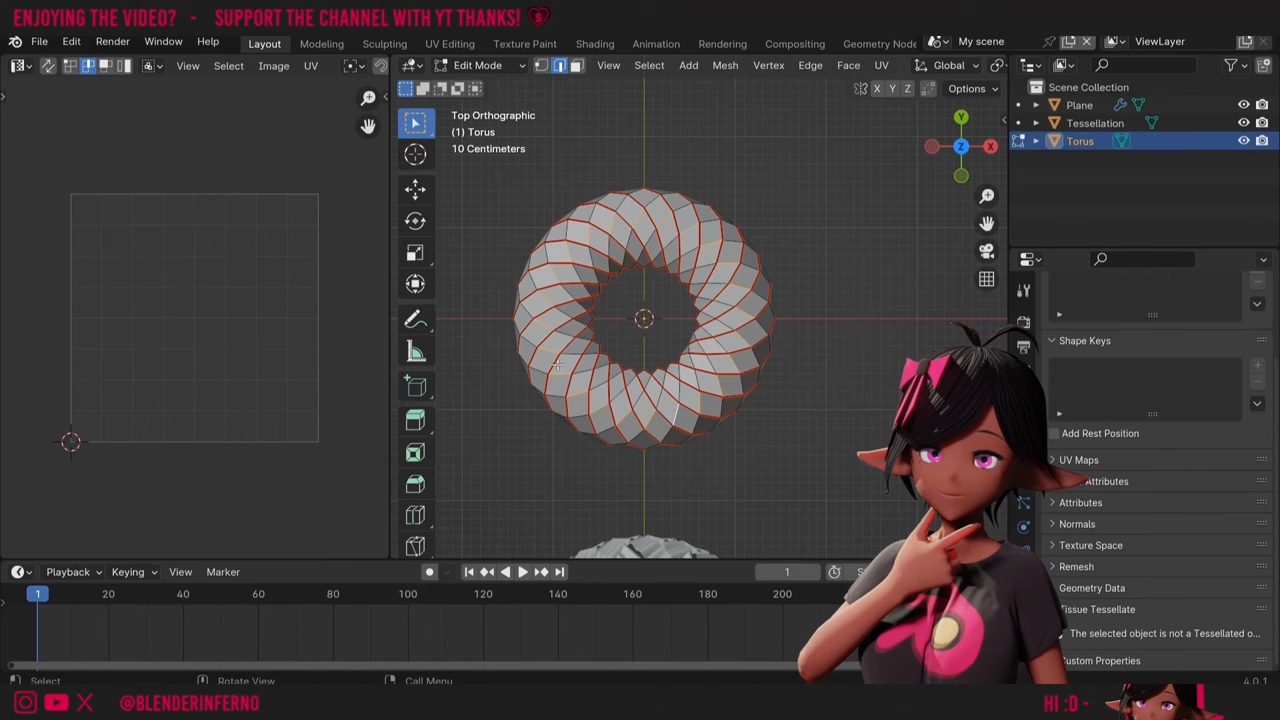 ENJOYING THE VIDEO? - SUPPORT THE CHANNEL WITH YT THANKS!
File Edit Render Window Help Layout Modeling Sculpting UV Editing Texture Paint Shading Animation Rendering Compositing Geometry Node My scene ViewLayer
View Select Image UV Edit Mode View Select Add Mesh Vertex Edge Face UV Global
X Y Z Options
Top Orthographic
(1) Torus
10 Centimeters
Y
Z X
Scene Collection
Plane
Tessellation
Torus
Shape Keys
Add Rest Position
UV Maps
Attributes
Attributes
Normals
Texture Space
Remesh
Geometry Data
Tissue Tessellate
The selected object is not a Tessellated o...
Custom Properties
Playback Keying View Marker 1
1 20 40 60 80 100 120 140 160 180 200
Select Rotate View Call Menu 4.0.1
@BLENDERINFERNO HI :D -